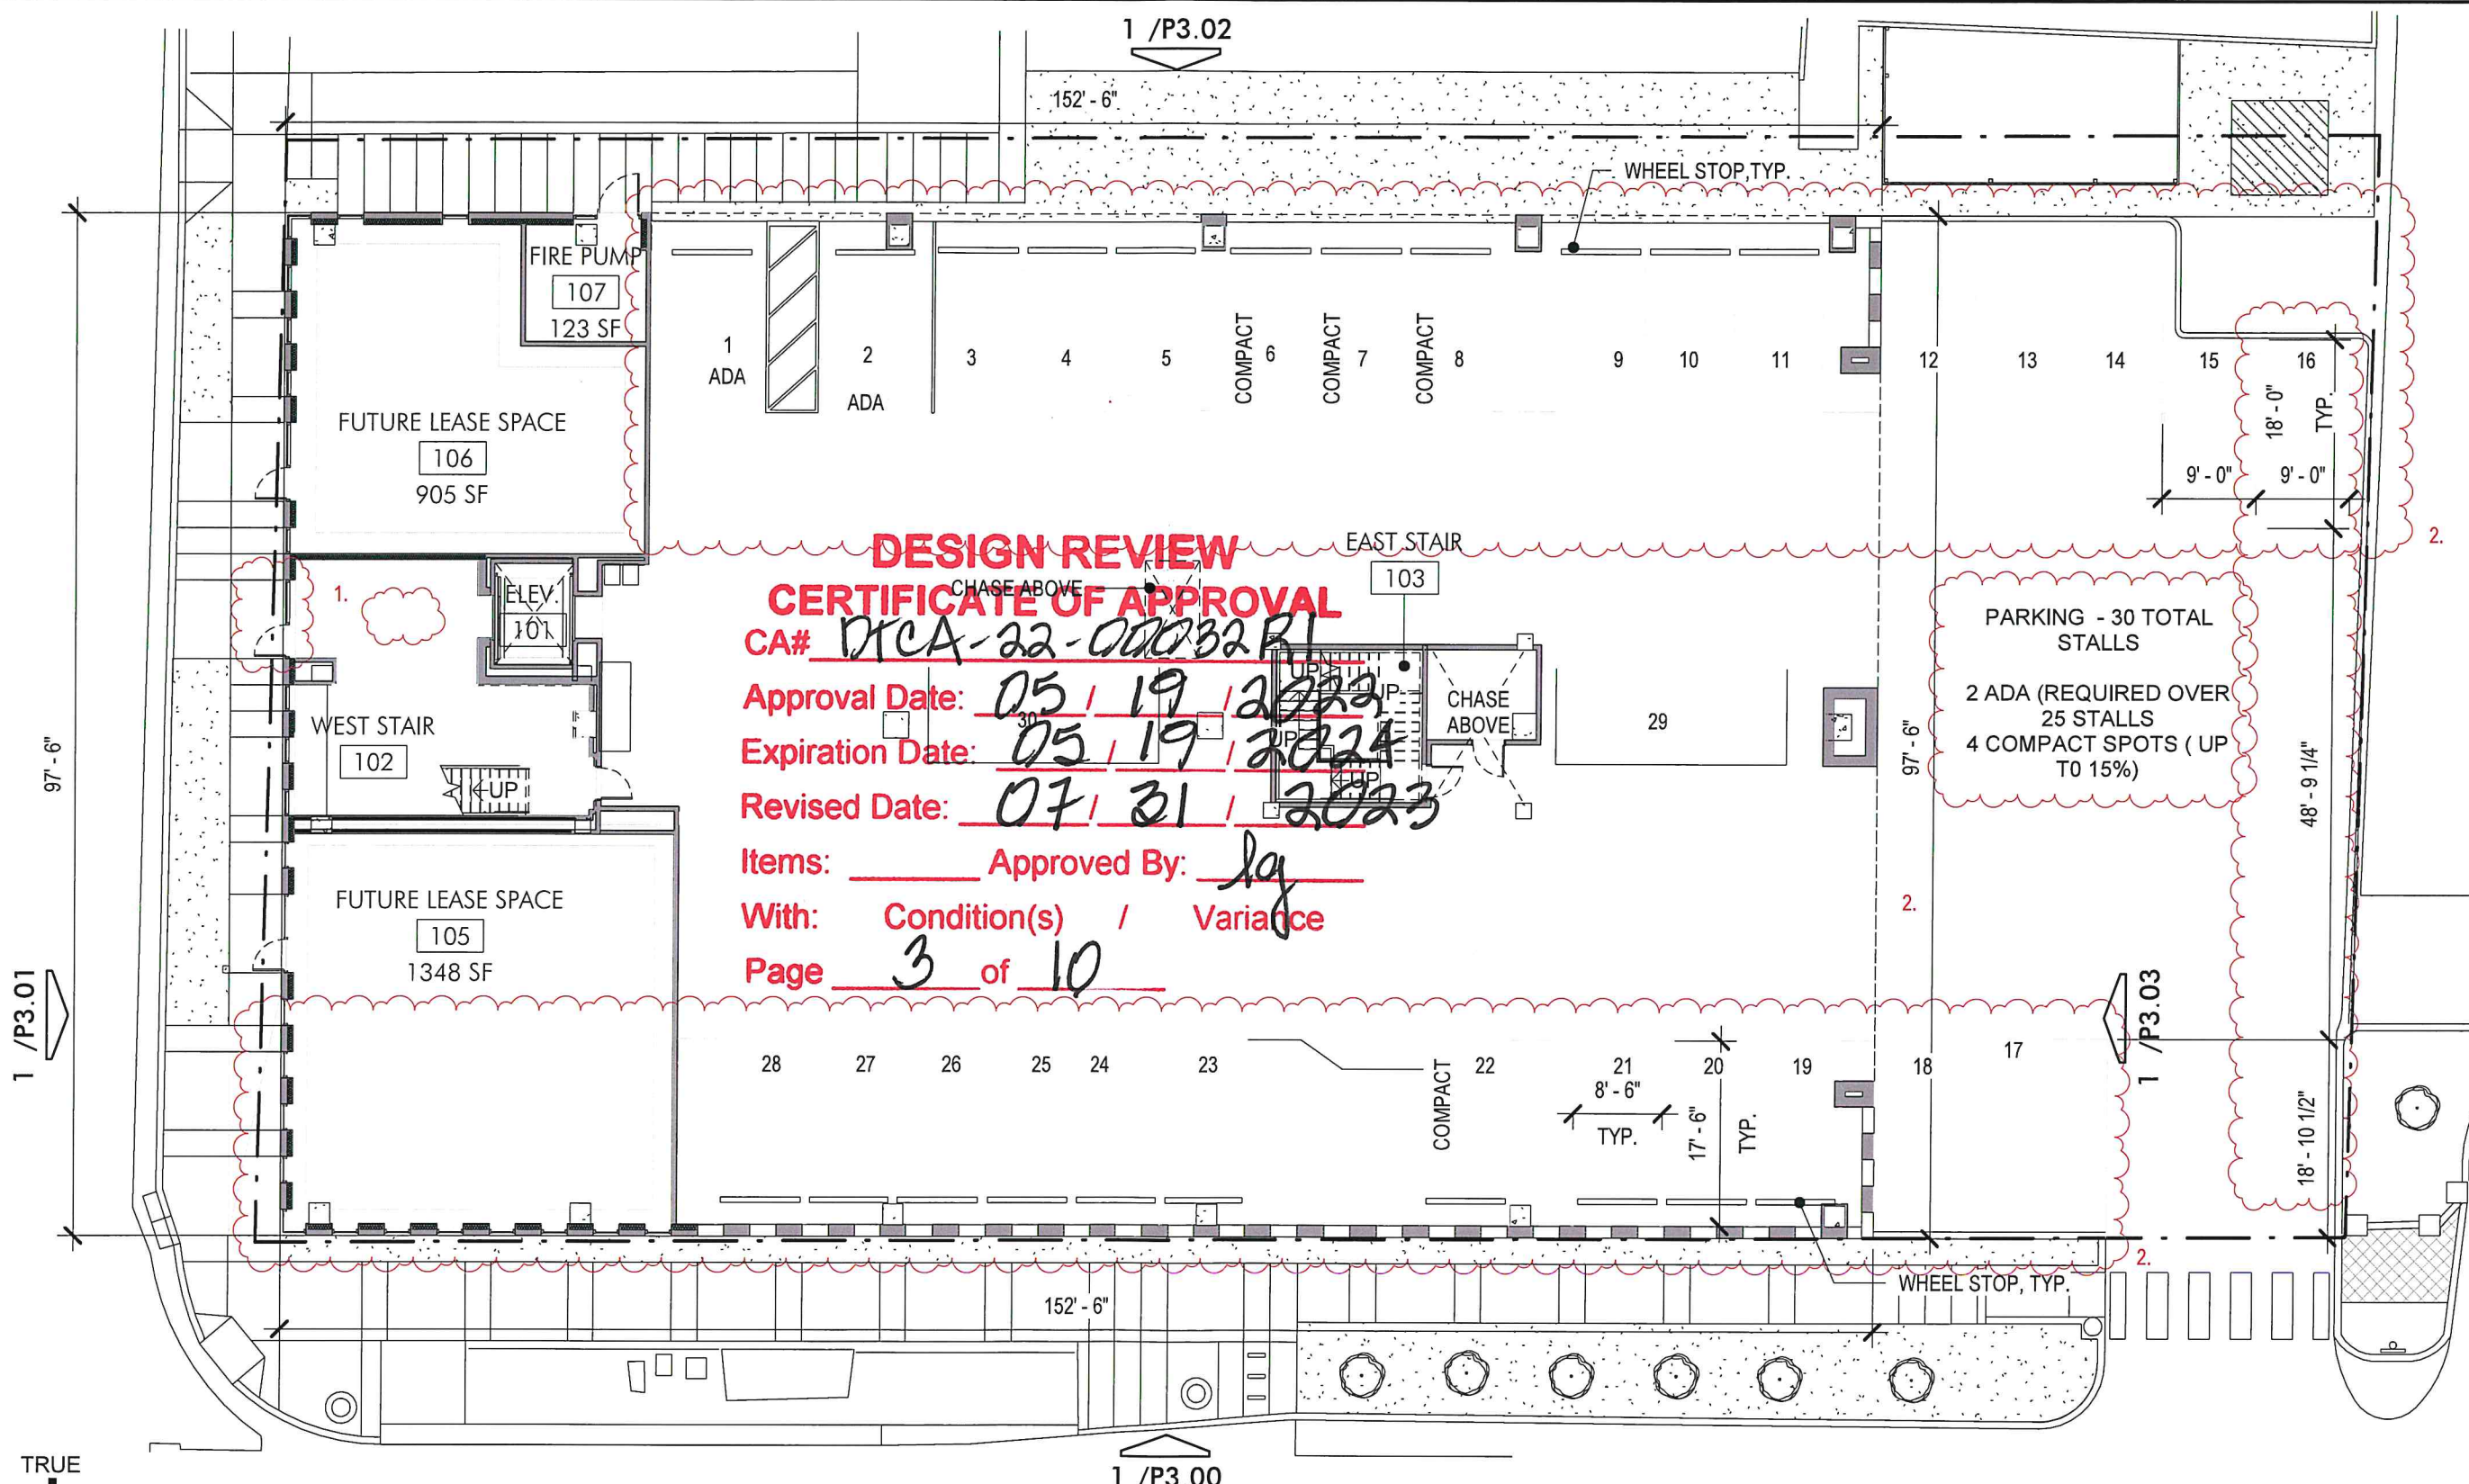 1 /P3.02
152' - 6"
WHEEL STOP,TYP.
FIRE PUMP
107
123 SF
1
ADA
2
ADA
3
4
5
COMPACT
6
COMPACT
7
COMPACT
8
9
10
11
12
13
14
15
16
18' - 0"
TYP.
9' - 0"
9' - 0"
FUTURE LEASE SPACE
106
905 SF
2.
DESIGN REVIEW
CERTIFICATE OF APPROVAL
CA# DTCA-22-00032 R1
Approval Date: 05 / 19 / 2022
Expiration Date: 05 / 19 / 2024
Revised Date: 07 / 31 / 2023
Items: Approved By: lg
With: Condition(s) / Variance
Page 3 of 10
CHASE ABOVE
EAST STAIR
103
UP
UP
UP
UP
CHASE
ABOVE
30
29
1.
ELEV.
101
WEST STAIR
102
UP
97' - 6"
97' - 6"
PARKING - 30 TOTAL
STALLS
2 ADA (REQUIRED OVER
25 STALLS
4 COMPACT SPOTS ( UP
T0 15%)
48' - 9 1/4"
2.
FUTURE LEASE SPACE
105
1348 SF
1 /P3.01
1 /P3.03
28
27
26
25
24
23
COMPACT
22
21
20
19
18
17
8' - 6"
TYP.
17' - 6"
TYP.
18' - 10 1/2"
2.
WHEEL STOP, TYP.
152' - 6"
TRUE
1 /P3.00